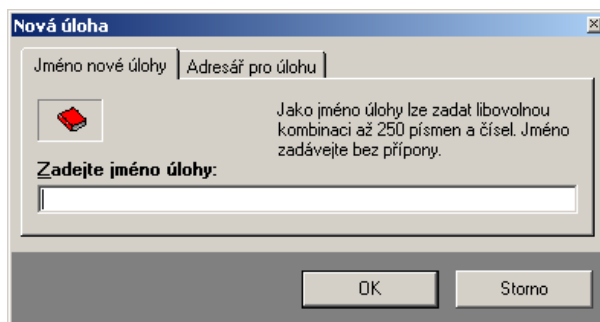 Nová úloha
Jméno nové úlohy
Adresář pro úlohu
Jako jméno úlohy lze zadat libovolnou
kombinaci až 250 písmen a čísel. Jméno
zadávejte bez přípony.
Zadejte jméno úlohy:
OK
Storno